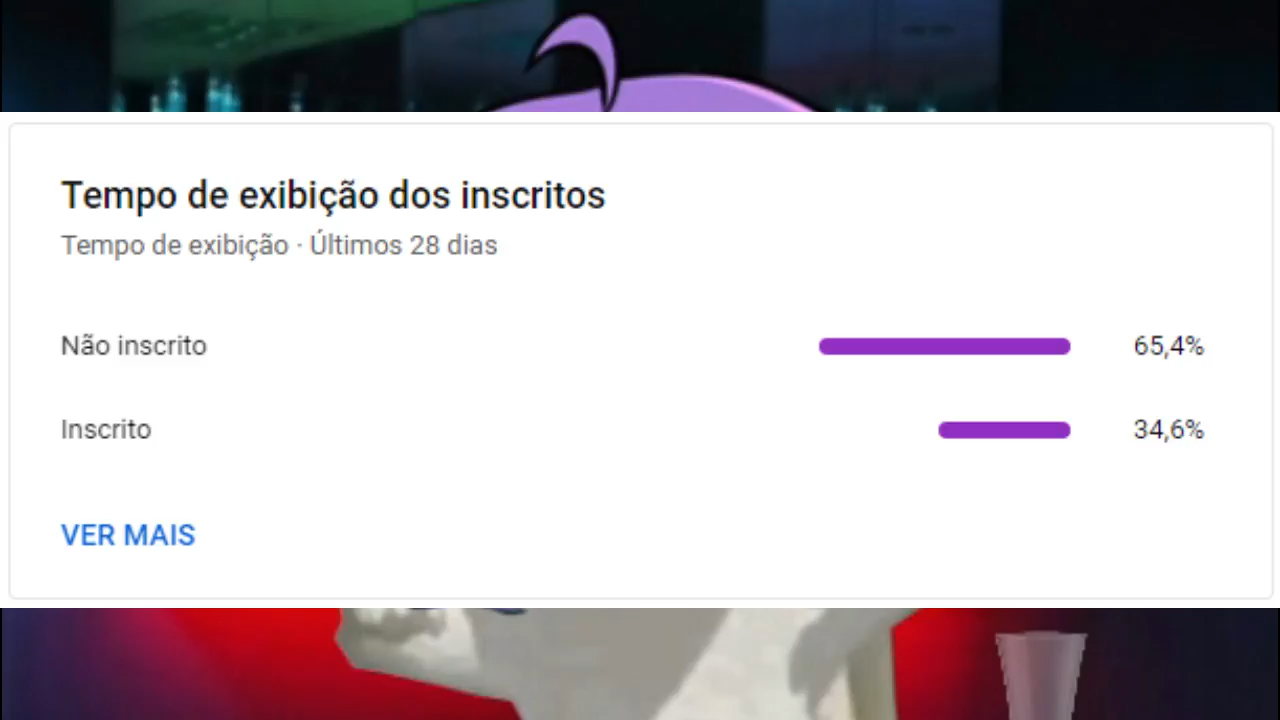 Tempo de exibição dos inscritos
Tempo de exibição · Últimos 28 dias
Não inscrito 65,4%
Inscrito 34,6%
VER MAIS